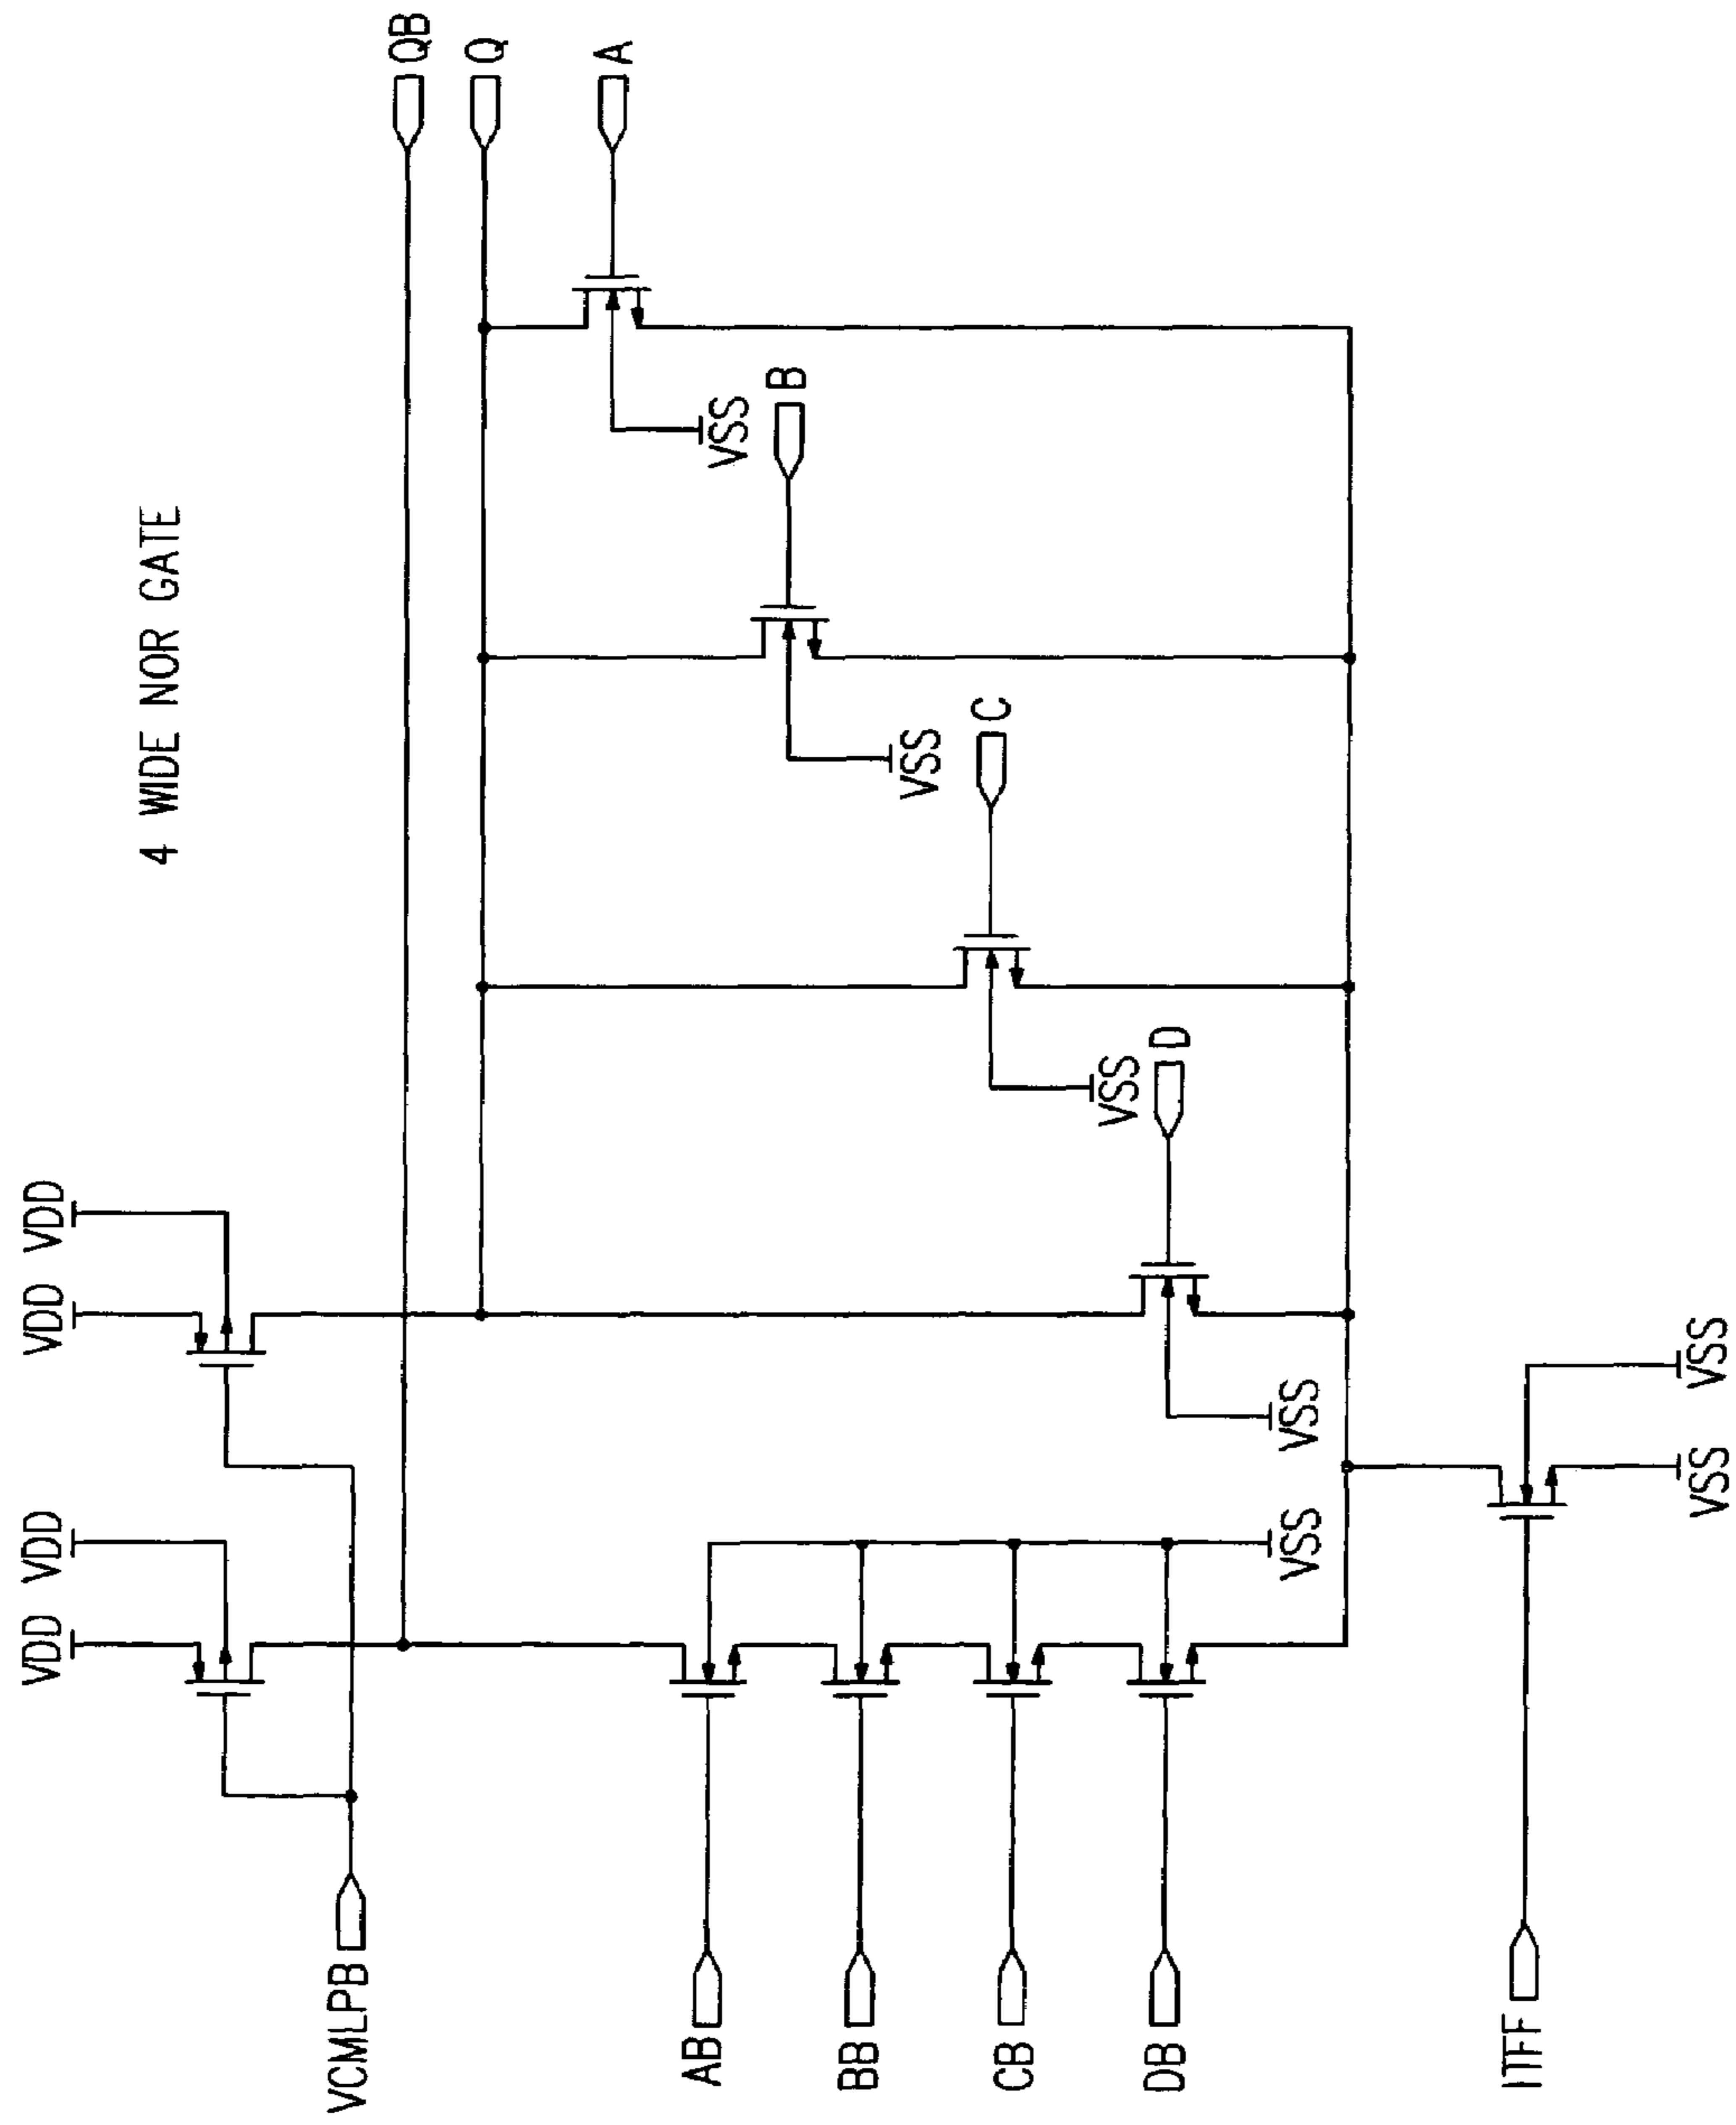 VDD VDD VDD VDD
4 WIDE NOR GATE
VCMLPB
QB
Q
A
AB
VSS
B
BB
VSS
C
CB
VSS
DB
D
VSS
VSS
ITFF
VSS VSS